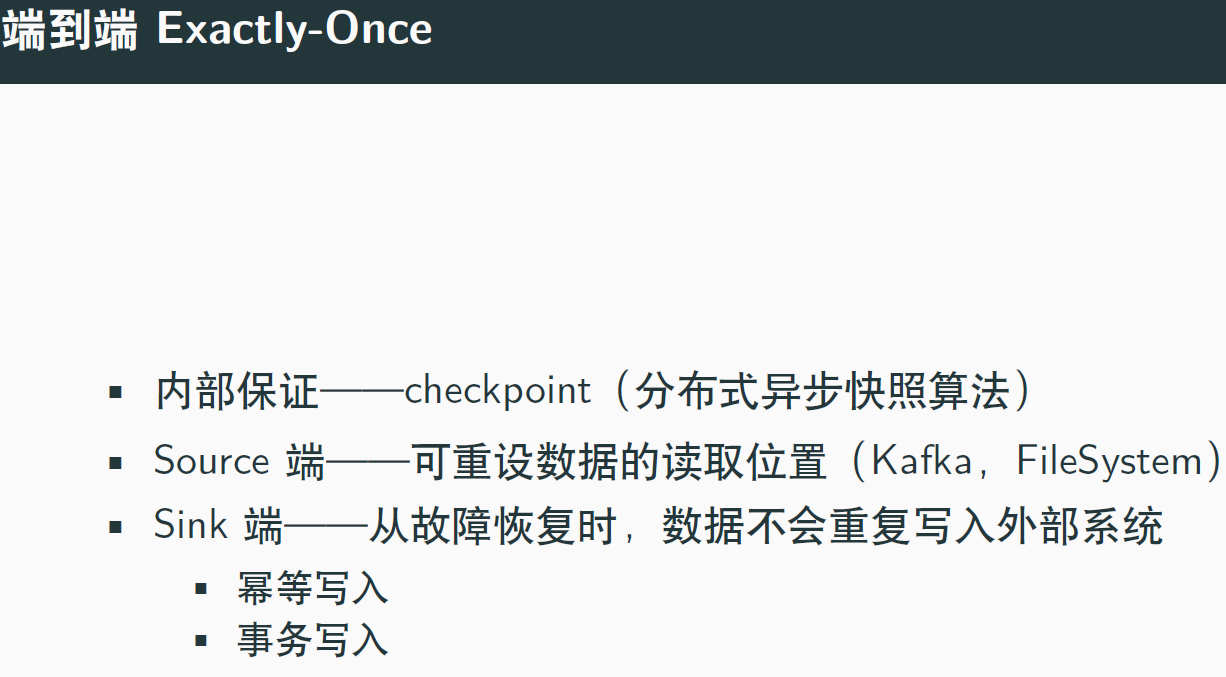 端到端 Exactly-Once
▪ 内部保证——checkpoint（分布式异步快照算法）
▪ Source 端——可重设数据的读取位置（Kafka，FileSystem）
▪ Sink 端——从故障恢复时，数据不会重复写入外部系统
▪ 幂等写入
▪ 事务写入